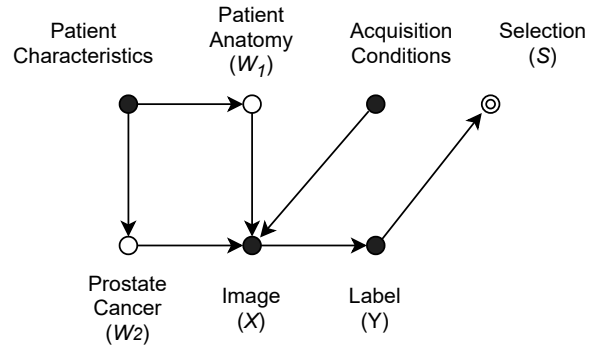 Patient
Characteristics
Patient
Anatomy
(W1)
Acquisition
Conditions
Selection
(S)
Prostate
Cancer
(W2)
Image
(X)
Label
(Y)